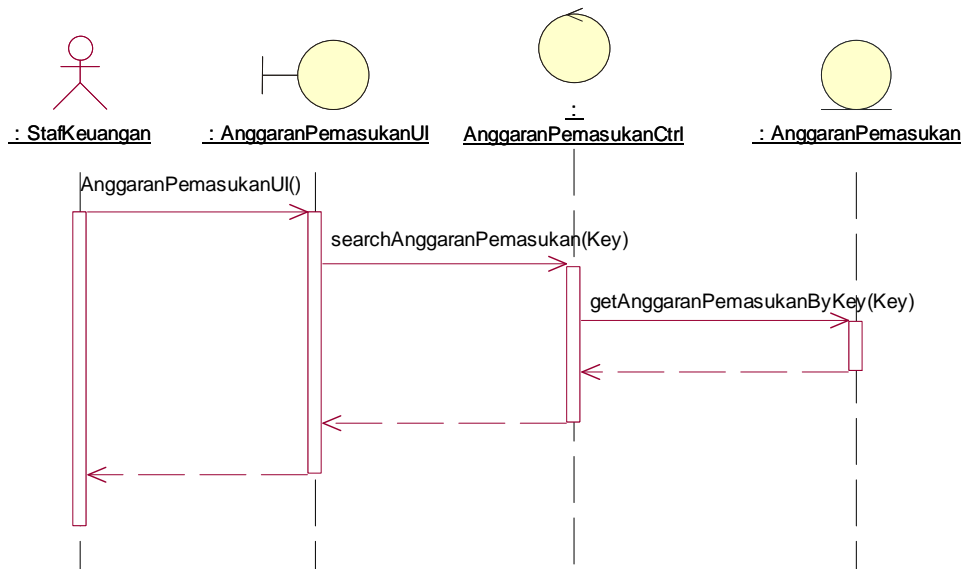 : StafKeuangan
: AnggaranPemasukanUI
:
AnggaranPemasukanCtrl
: AnggaranPemasukan
AnggaranPemasukanUI()
searchAnggaranPemasukan(Key)
getAnggaranPemasukanByKey(Key)